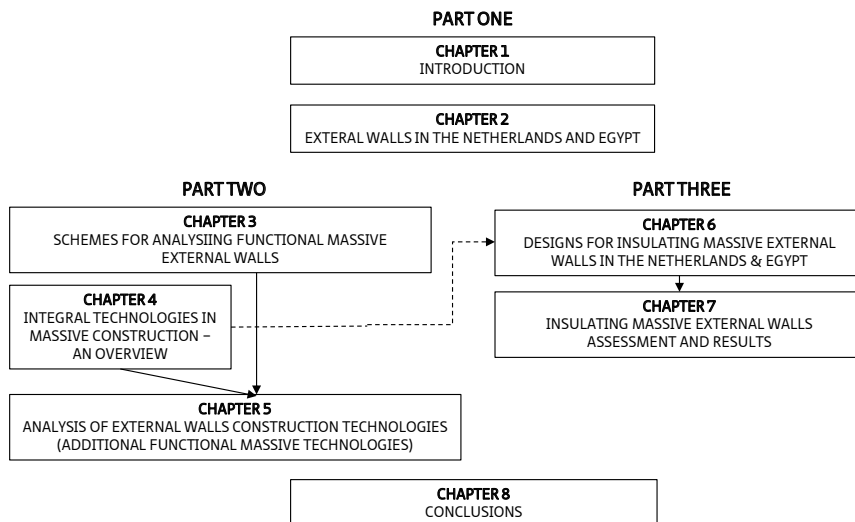 PART ONE
CHAPTER 1
INTRODUCTION
CHAPTER 2
EXTERAL WALLS IN THE NETHERLANDS AND EGYPT
PART TWO
CHAPTER 3
SCHEMES FOR ANALYSIING FUNCTIONAL MASSIVE
EXTERNAL WALLS
CHAPTER 4
INTEGRAL TECHNOLOGIES IN
MASSIVE CONSTRUCTION –
AN OVERVIEW
CHAPTER 5
ANALYSIS OF EXTERNAL WALLS CONSTRUCTION TECHNOLOGIES
(ADDITIONAL FUNCTIONAL MASSIVE TECHNOLOGIES)
PART THREE
CHAPTER 6
DESIGNS FOR INSULATING MASSIVE EXTERNAL
WALLS IN THE NETHERLANDS & EGYPT
CHAPTER 7
INSULATING MASSIVE EXTERNAL WALLS
ASSESSMENT AND RESULTS
CHAPTER 8
CONCLUSIONS